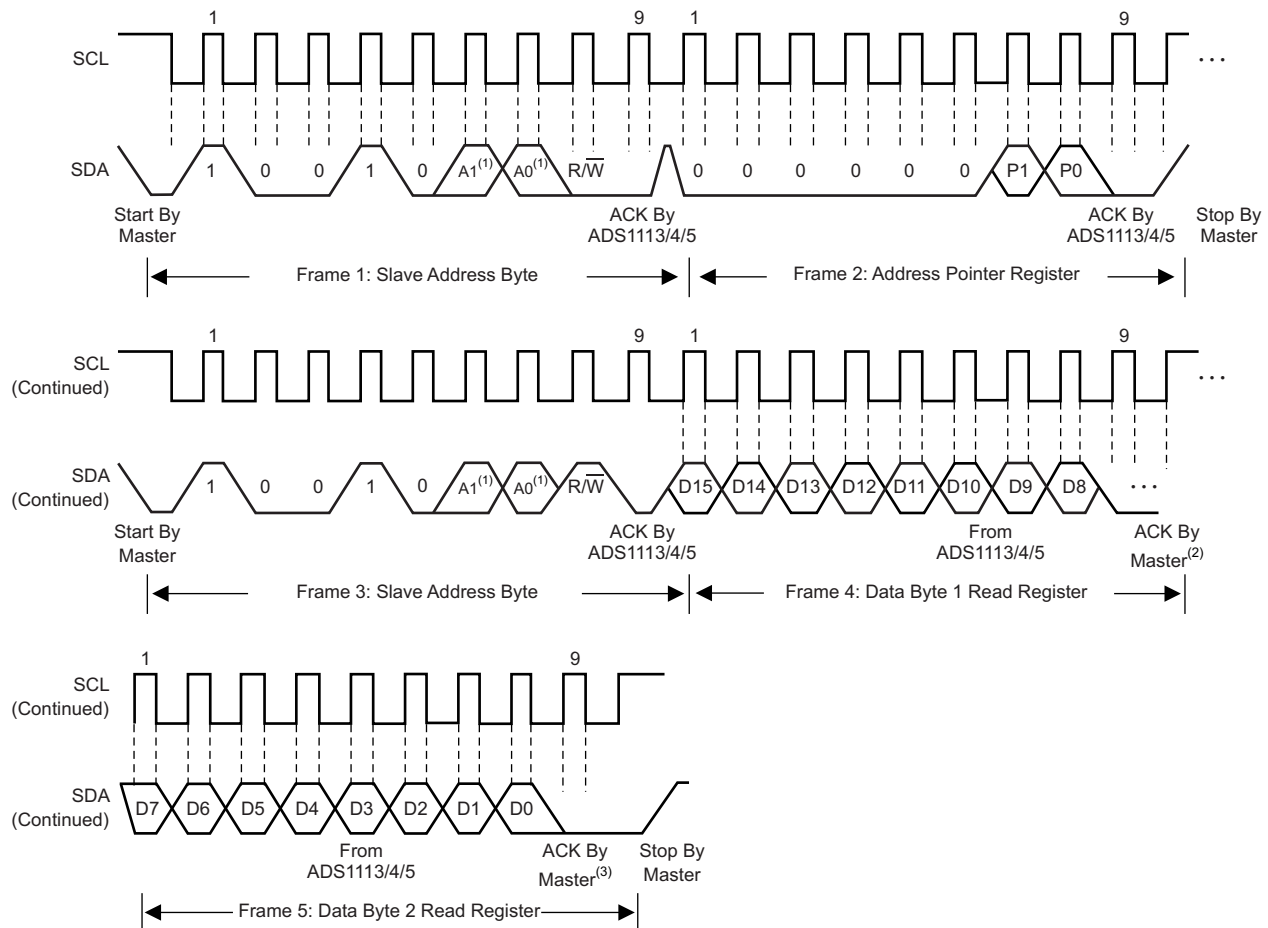 1 9 1 9
SCL ...
SDA 1 0 0 1 0 A1(1) A0(1) R/W̅ 0 0 0 0 0 0 P1 P0
Start By Master
ACK By ADS1113/4/5
ACK By ADS1113/4/5
Stop By Master
Frame 1: Slave Address Byte
Frame 2: Address Pointer Register
1 9 1 9
SCL (Continued) ...
SDA (Continued) 1 0 0 1 0 A1(1) A0(1) R/W̅ D15 D14 D13 D12 D11 D10 D9 D8 ...
Start By Master
ACK By ADS1113/4/5
From ADS1113/4/5
ACK By Master(2)
Frame 3: Slave Address Byte
Frame 4: Data Byte 1 Read Register
1 9
SCL (Continued)
SDA (Continued) D7 D6 D5 D4 D3 D2 D1 D0
From ADS1113/4/5
ACK By Master(3)
Stop By Master
Frame 5: Data Byte 2 Read Register